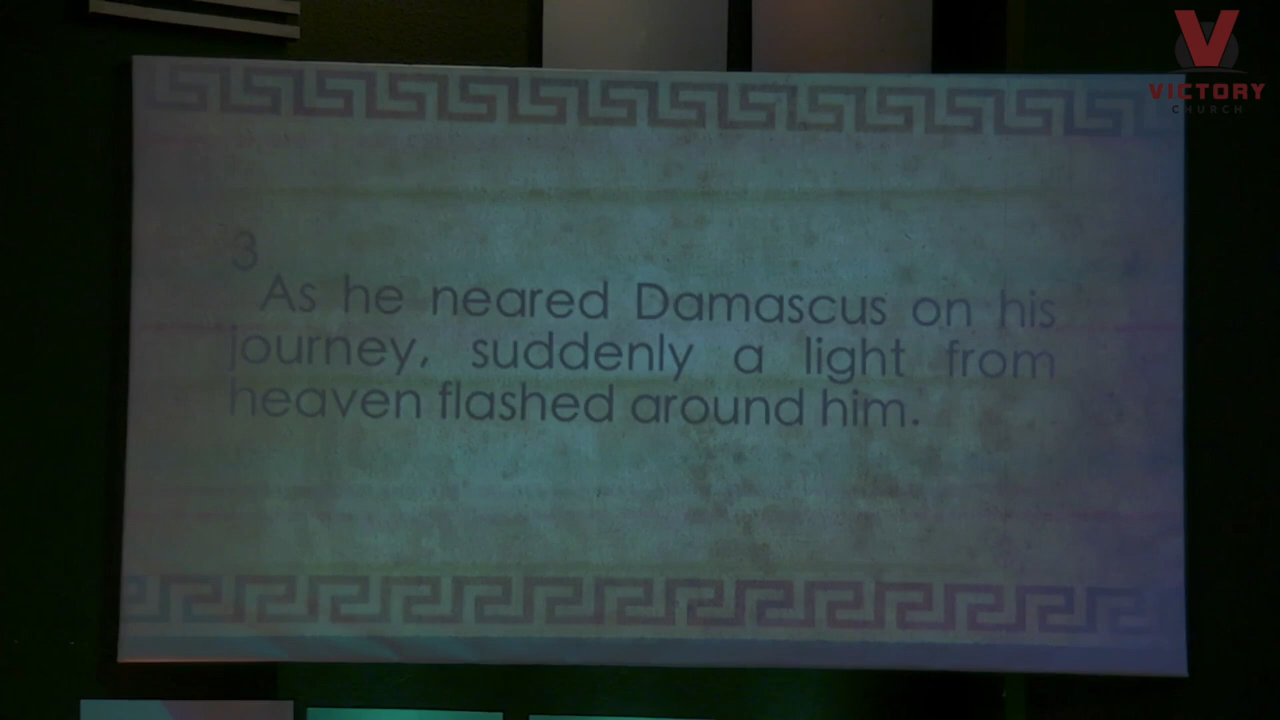 VICTORY
CHURCH
3
As he neared Damascus on his
journey, suddenly a light from
heaven flashed around him.